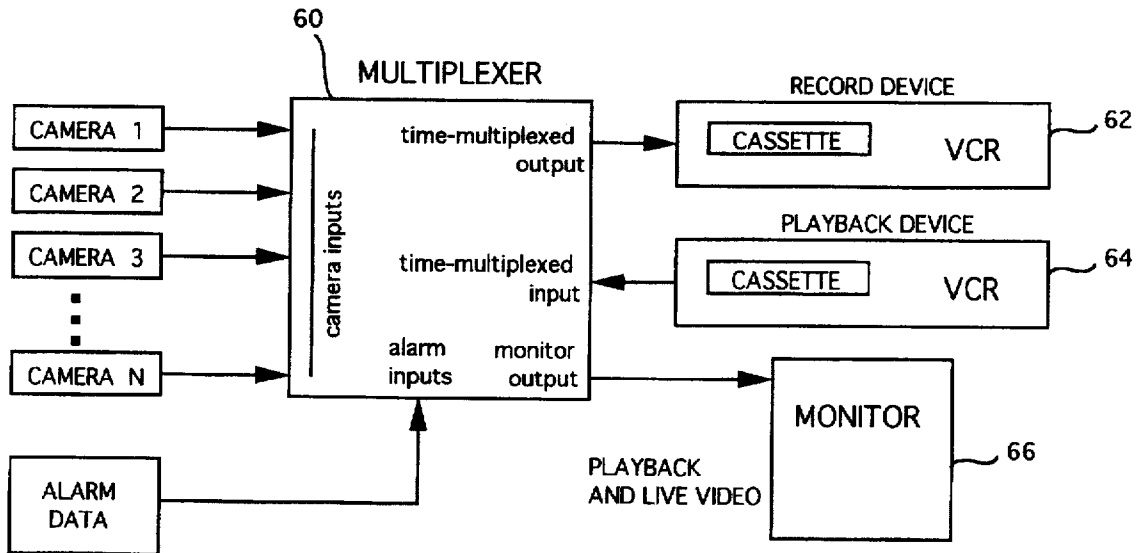 60
MULTIPLEXER
CAMERA 1
CAMERA 2
CAMERA 3
CAMERA N
ALARM
DATA
camera inputs
time-multiplexed
output
time-multiplexed
input
alarm
inputs
monitor
output
RECORD DEVICE
CASSETTE
VCR
62
PLAYBACK DEVICE
CASSETTE
VCR
64
MONITOR
66
PLAYBACK
AND LIVE VIDEO